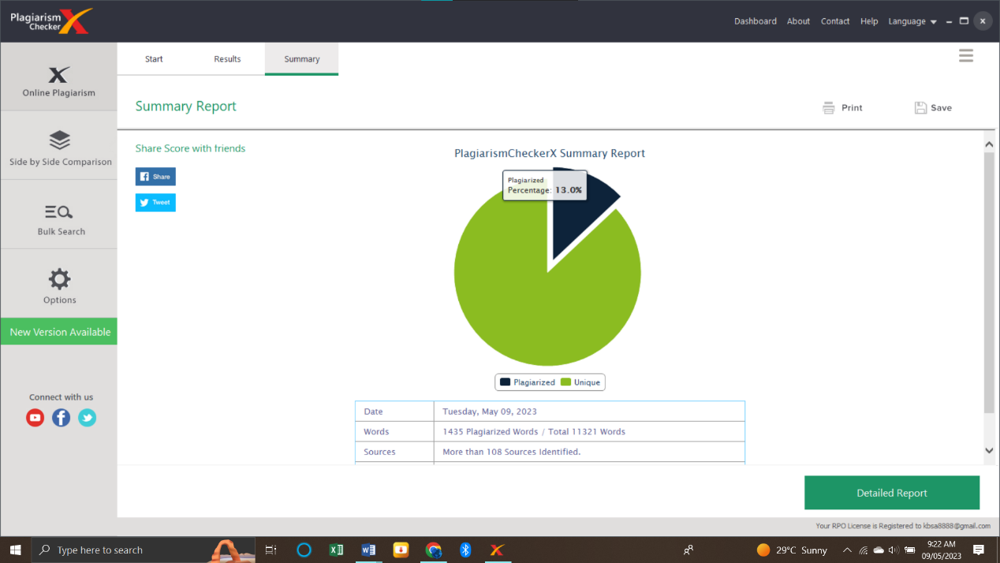 Plagiarism
Checker
Dashboard About Contact Help Language
Start Results Summary
Online Plagiarism
Summary Report
Print Save
Side by Side Comparison
Share Score with friends
Share
Tweet
PlagiarismCheckerX Summary Report
Plagiarized
Percentage: 13.0%
Bulk Search
Options
New Version Available
Plagiarized Unique
Connect with us
Date Tuesday, May 09, 2023
Words 1435 Plagiarized Words / Total 11321 Words
Sources More than 108 Sources Identified.
Detailed Report
Your RPO License is Registered to kbsa8888@gmail.com
Type here to search
29°C Sunny
9:22 AM
09/05/2023